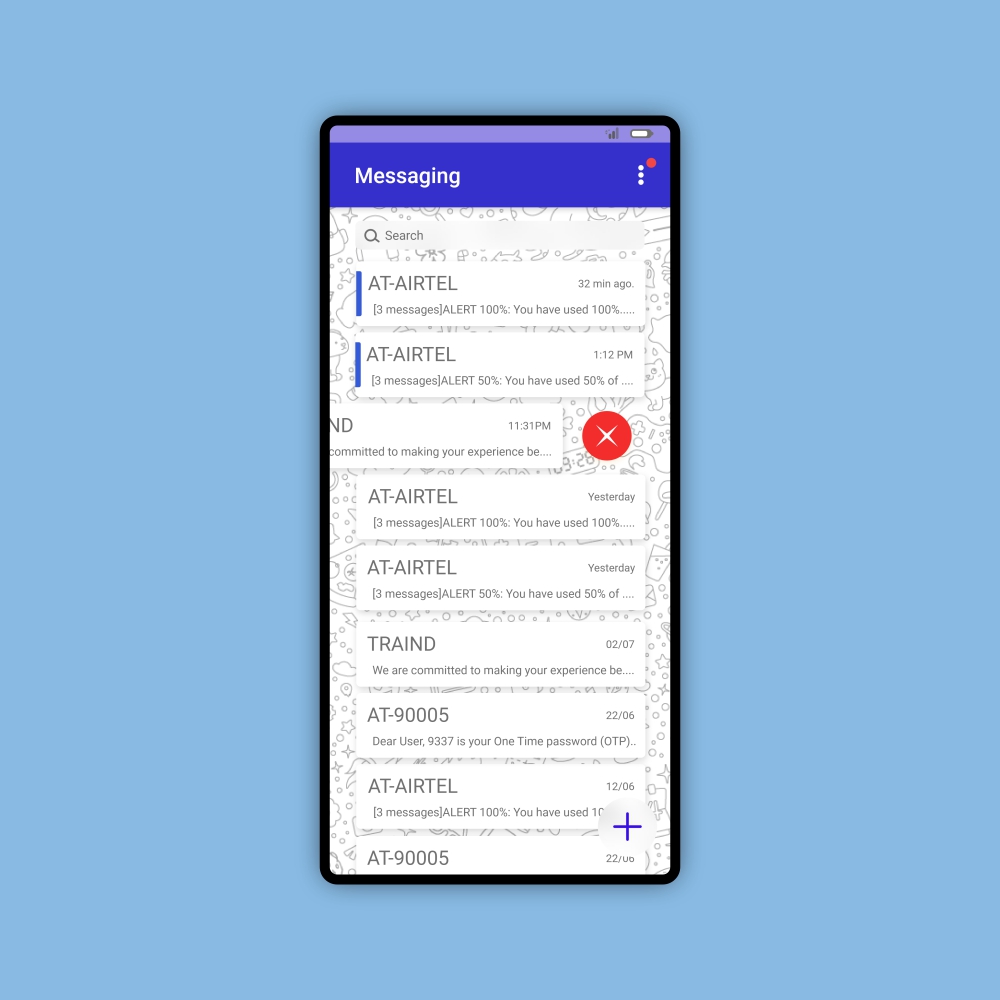 Messaging
Search
AT-AIRTEL 32 min ago.
[3 messages]ALERT 100%: You have used 100%.....
AT-AIRTEL 1:12 PM
[3 messages]ALERT 50%: You have used 50% of ....
ND 11:31PM
committed to making your experience be....
03:28
AT-AIRTEL Yesterday
[3 messages]ALERT 100%: You have used 100%.....
AT-AIRTEL Yesterday
[3 messages]ALERT 50%: You have used 50% of ....
TRAIND 02/07
We are committed to making your experience be....
AT-90005 22/06
Dear User, 9337 is your One Time password (OTP)..
AT-AIRTEL 12/06
[3 messages]ALERT 100%: You have used 10
AT-90005 22/06